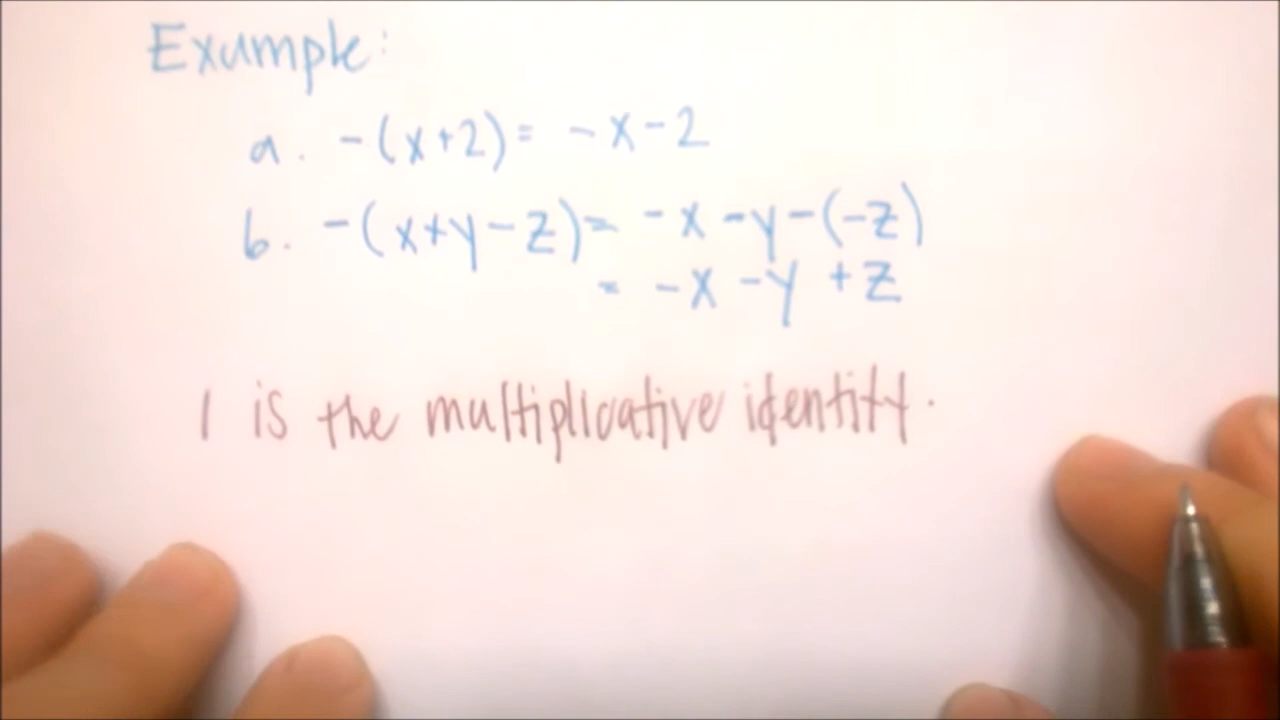 Example:
a. -(x+2) = -x-2
b. -(x+y-z) = -x-y-(-z)
= -x-y+z
1 is the multiplicative identity.